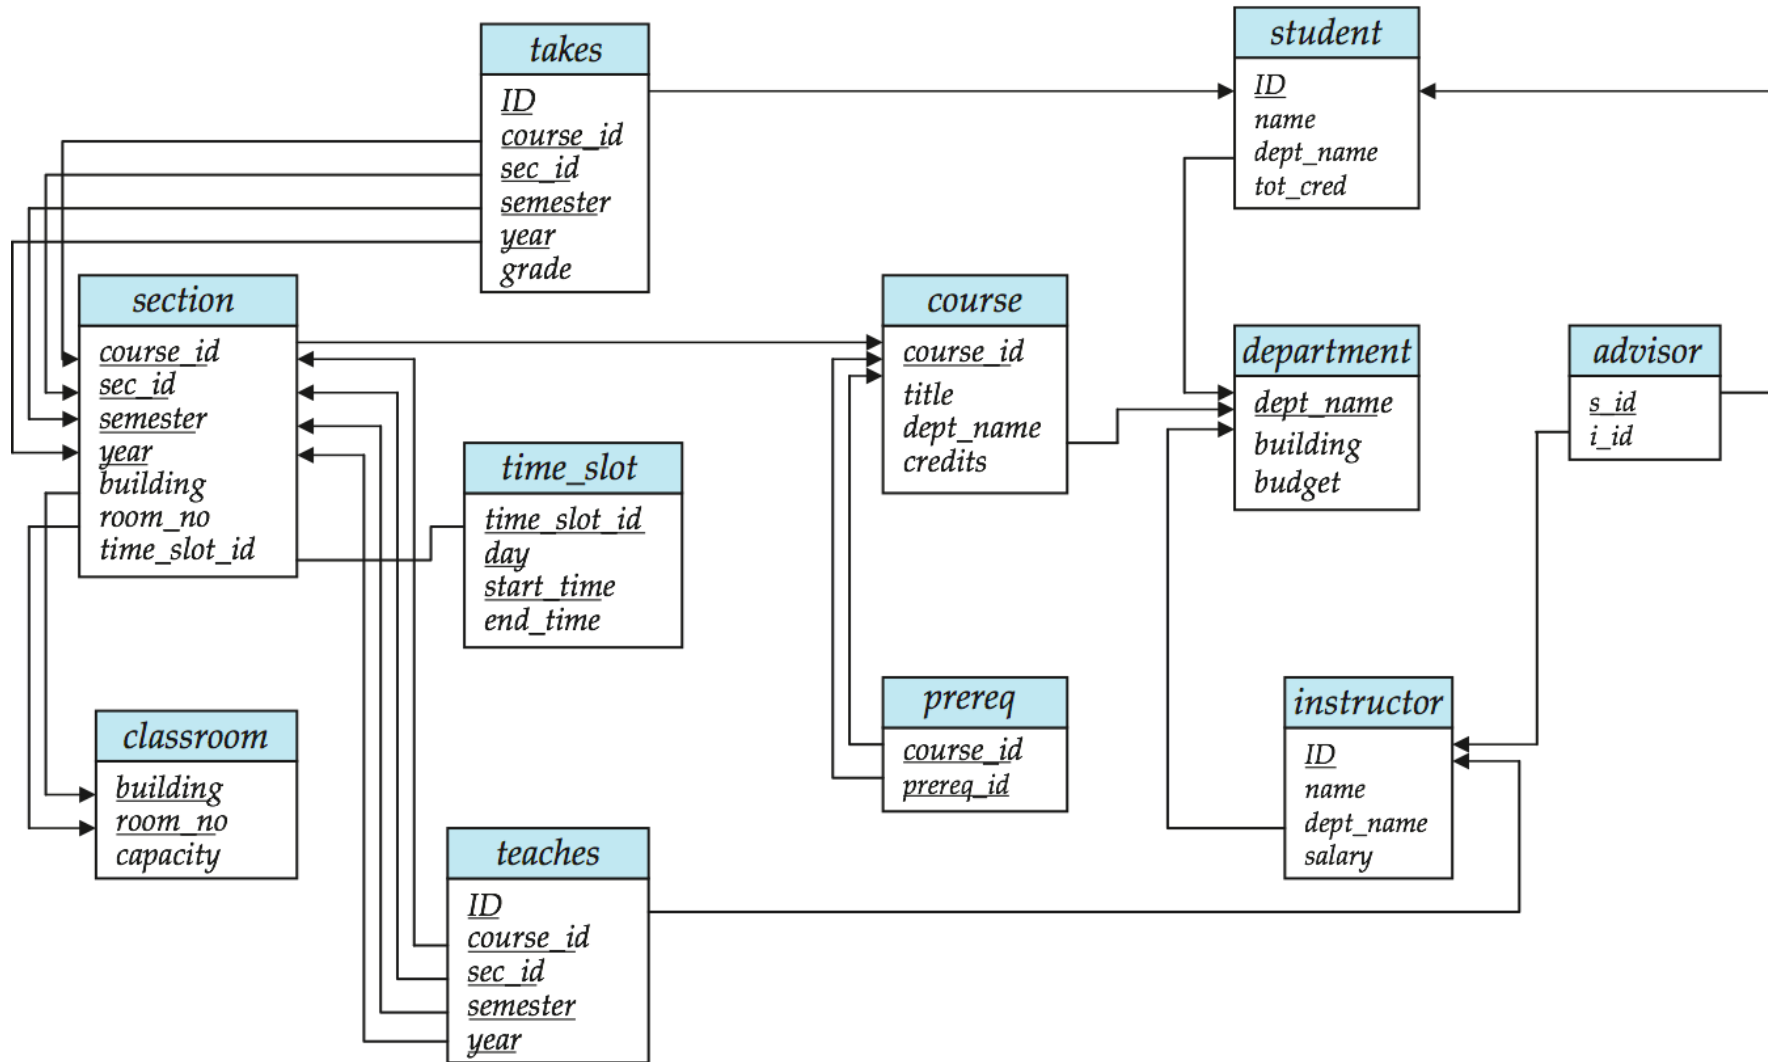 takes
ID
course_id
sec_id
semester
year
grade
student
ID
name
dept_name
tot_cred
section
course_id
sec_id
semester
year
building
room_no
time_slot_id
course
course_id
title
dept_name
credits
department
dept_name
building
budget
advisor
s_id
i_id
time_slot
time_slot_id
day
start_time
end_time
classroom
building
room_no
capacity
prereq
course_id
prereq_id
instructor
ID
name
dept_name
salary
teaches
ID
course_id
sec_id
semester
year